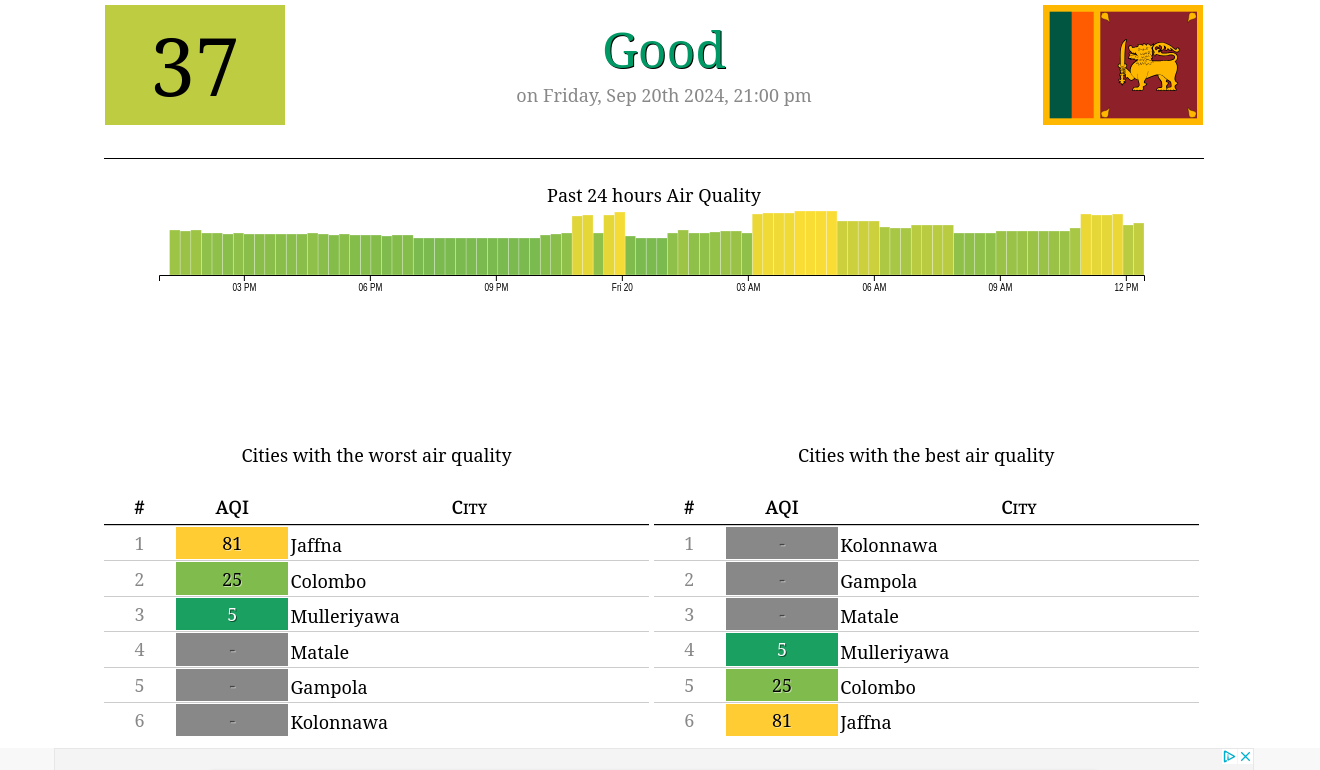 37
Good
on Friday, Sep 20th 2024, 21:00 pm
Past 24 hours Air Quality
03 PM 06 PM 09 PM Fri 20 03 AM 06 AM 09 AM 12 PM
Cities with the worst air quality
# AQI City
1 81 Jaffna
2 25 Colombo
3 5 Mulleriyawa
4 - Matale
5 - Gampola
6 - Kolonnawa
Cities with the best air quality
# AQI City
1 - Kolonnawa
2 - Gampola
3 - Matale
4 5 Mulleriyawa
5 25 Colombo
6 81 Jaffna